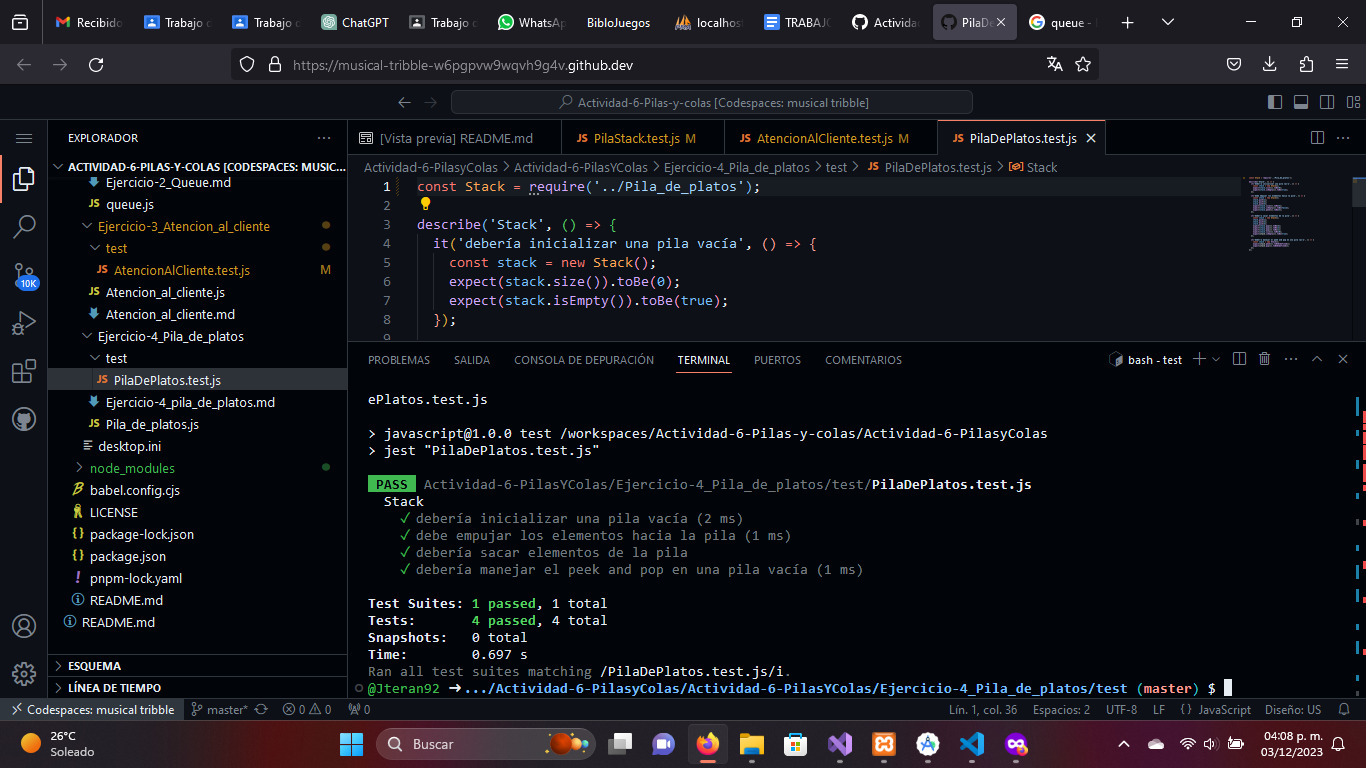 Recibido
Trabajo
Trabajo
ChatGPT
Trabajo
WhatsAp
BibloJuegos
localhos
TRABAJO
Activida
PilaDe
queue -
https://musical-tribble-w6pgpvw9wqvh9g4v.github.dev
Actividad-6-Pilas-y-colas [Codespaces: musical tribble]
EXPLORADOR
ACTIVIDAD-6-PILAS-Y-COLAS [CODESPACES: MUSIC...
Ejercicio-2_Queue.md
JS queue.js
Ejercicio-3_Atencion_al_cliente
test
JS AtencionAlCliente.test.js M
JS Atencion_al_cliente.js
Atencion_al_cliente.md
Ejercicio-4_Pila_de_platos
test
JS PilaDePlatos.test.js
Ejercicio-4_pila_de_platos.md
JS Pila_de_platos.js
desktop.ini
node_modules
babel.config.cjs
LICENSE
{} package-lock.json
{} package.json
! pnpm-lock.yaml
README.md
README.md
ESQUEMA
LÍNEA DE TIEMPO
10K
[Vista previa] README.md
JS PilaStack.test.js M
JS AtencionAlCliente.test.js M
JS PilaDePlatos.test.js
Actividad-6-PilasyColas > Actividad-6-PilasYColas > Ejercicio-4_Pila_de_platos > test > JS PilaDePlatos.test.js > Stack
1 const Stack = require('../Pila_de_platos');
2
3 describe('Stack', () => {
4 it('debería inicializar una pila vacía', () => {
5 const stack = new Stack();
6 expect(stack.size()).toBe(0);
7 expect(stack.isEmpty()).toBe(true);
8 });
9
PROBLEMAS SALIDA CONSOLA DE DEPURACIÓN TERMINAL PUERTOS COMENTARIOS
bash - test
ePlatos.test.js
> javascript@1.0.0 test /workspaces/Actividad-6-Pilas-y-colas/Actividad-6-PilasyColas
> jest "PilaDePlatos.test.js"
PASS Actividad-6-PilasYColas/Ejercicio-4_Pila_de_platos/test/PilaDePlatos.test.js
Stack
✓ debería inicializar una pila vacía (2 ms)
✓ debe empujar los elementos hacia la pila (1 ms)
✓ debería sacar elementos de la pila
✓ debería manejar el peek and pop en una pila vacía (1 ms)
Test Suites: 1 passed, 1 total
Tests: 4 passed, 4 total
Snapshots: 0 total
Time: 0.697 s
Ran all test suites matching /PilaDePlatos.test.js/i.
@Jteran92 ➜ .../Actividad-6-PilasyColas/Actividad-6-PilasYColas/Ejercicio-4_Pila_de_platos/test (master) $
Codespaces: musical tribble
master*
0 0
0
Lín. 1, col. 36
Espacios: 2
UTF-8
LF
{} JavaScript
Diseño: US
26°C
Soleado
Buscar
04:08 p. m.
03/12/2023